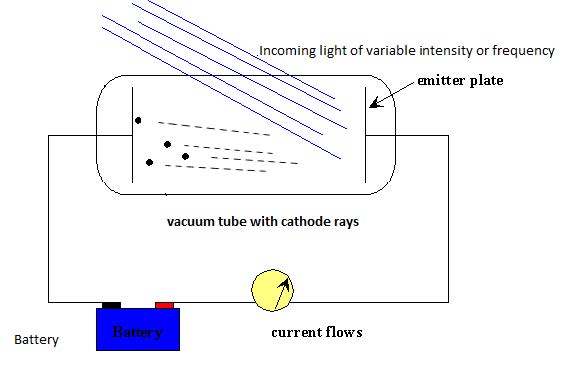 Incoming light of variable intensity or frequency
emitter plate
vacuum tube with cathode rays
Battery
Battery
current flows